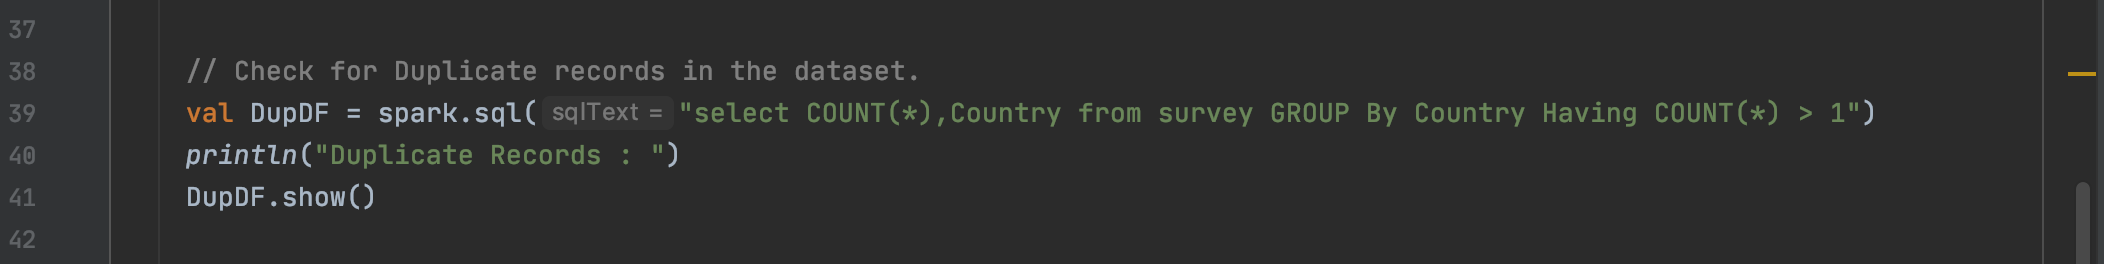 37
38 // Check for Duplicate records in the dataset.
39 val DupDF = spark.sql( sqlText = "select COUNT(*),Country from survey GROUP By Country Having COUNT(*) > 1")
40 println("Duplicate Records : ")
41 DupDF.show()
42